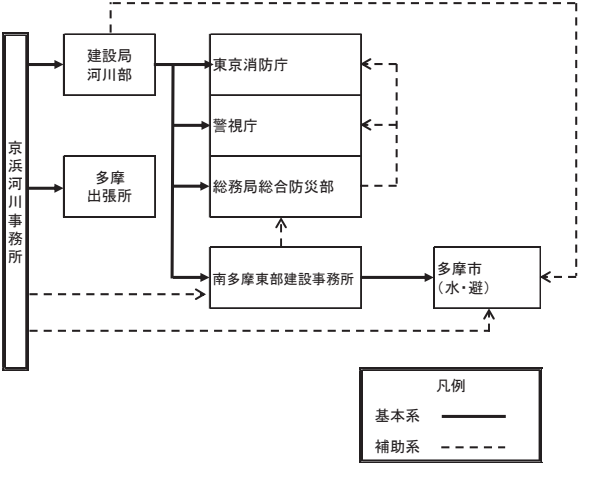 京浜河川事務所
建設局
河川部
東京消防庁
警視庁
多摩
出張所
総務局総合防災部
南多摩東部建設事務所
多摩市
（水・避）
凡例
基本系
補助系